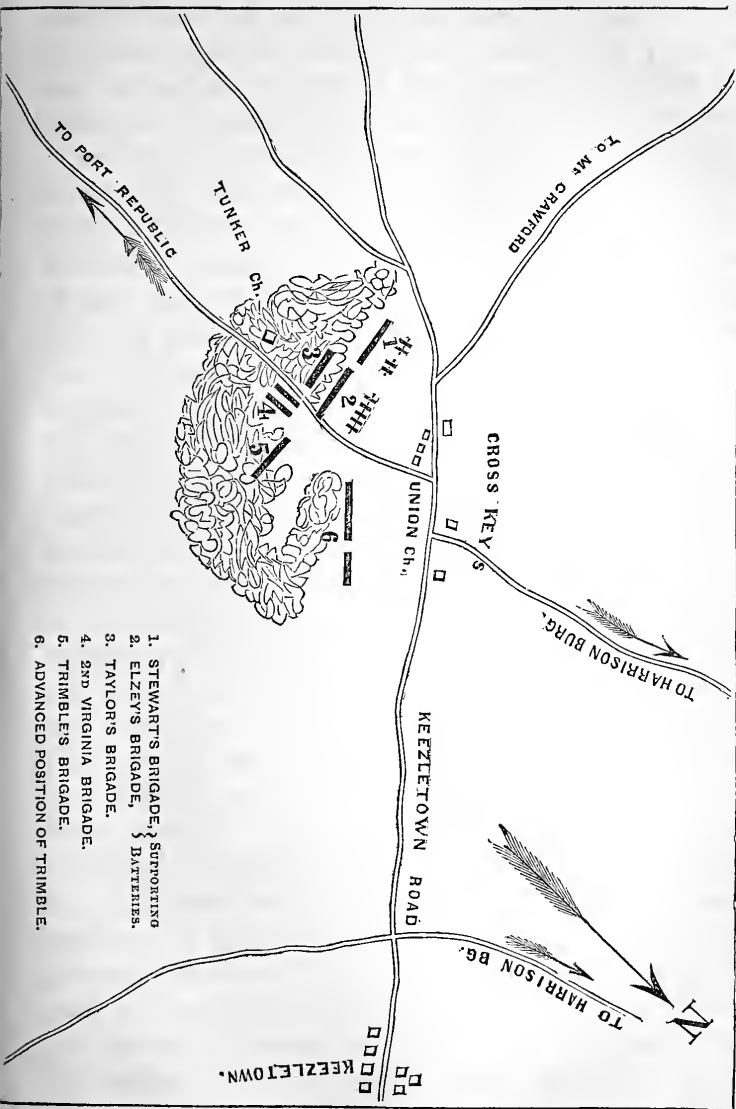 TO PORT REPUBLIC
TUNKER
Ch.
TO Mt CRAWFORD
CROSS KEYS
UNION Ch.,
TO HARRISON BURG.
KEEZLETOWN ROAD
TO HARRISON BG.
KEEZLETOWN.
N
1
2
3
4
5
6
1. STEWART'S BRIGADE, } SUPPORTING
2. ELZEY'S BRIGADE, } BATTERIES.
3. TAYLOR'S BRIGADE.
4. 2ND VIRGINIA BRIGADE.
5. TRIMBLE'S BRIGADE.
6. ADVANCED POSITION OF TRIMBLE.